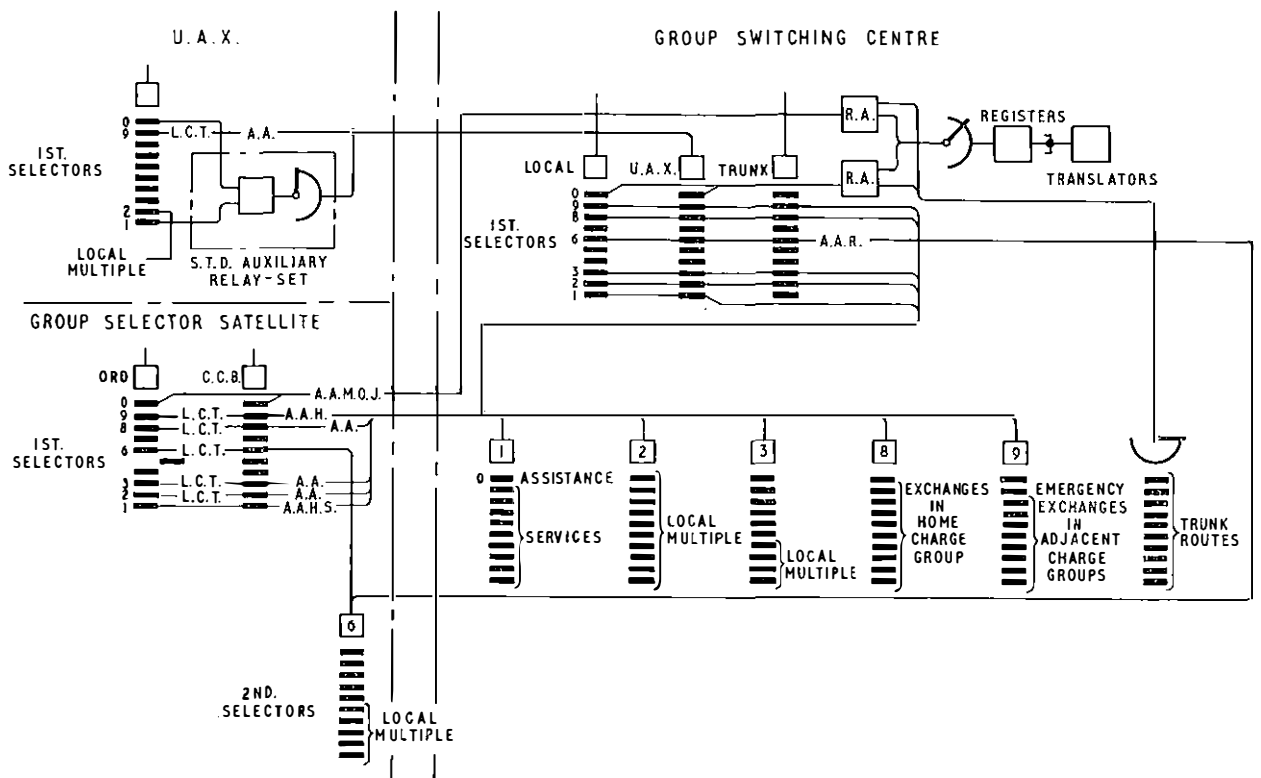 U.A.X.
GROUP SWITCHING CENTRE
0
9
L.C.T.
A.A.
1ST.
SELECTORS
2
1
LOCAL
MULTIPLE
S.T.D. AUXILIARY
RELAY-SET
R.A.
R.A.
REGISTERS
TRANSLATORS
LOCAL
U.A.X.
TRUNK
0
9
8
6
3
2
1
1ST.
SELECTORS
A.A.R.
GROUP SELECTOR SATELLITE
ORD
C.C.B.
0
A.A.M.O.J.
9
L.C.T.
A.A.H.
8
L.C.T.
A.A.
1ST.
SELECTORS
6
L.C.T.
3
L.C.T.
A.A.
2
L.C.T.
A.A.
1
A.A.H.S.
1
2
3
8
9
0
ASSISTANCE
SERVICES
LOCAL
MULTIPLE
LOCAL
MULTIPLE
EXCHANGES
IN
HOME
CHARGE
GROUP
EMERGENCY
EXCHANGES
IN
ADJACENT
CHARGE
GROUPS
TRUNK
ROUTES
6
2ND.
SELECTORS
LOCAL
MULTIPLE